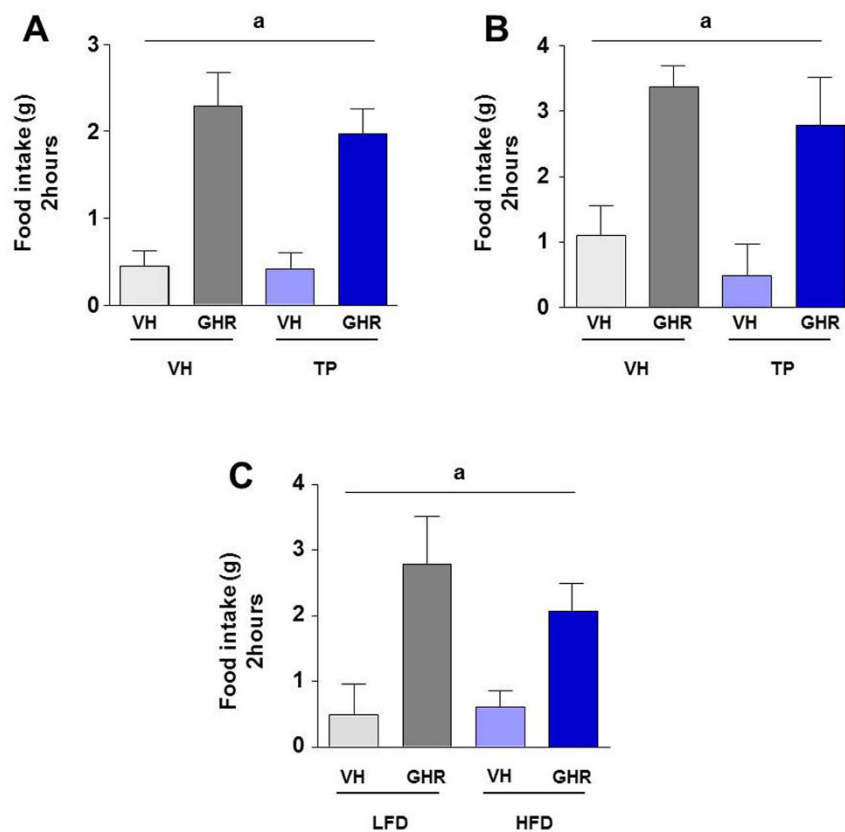 A
a
Food intake (g)
2hours
3
2
1
0
VH GHR VH GHR
VH TP
B
a
Food intake (g)
2hours
4
3
2
1
0
VH GHR VH GHR
VH TP
C
a
Food intake (g)
2hours
4
3
2
1
0
VH GHR VH GHR
LFD HFD